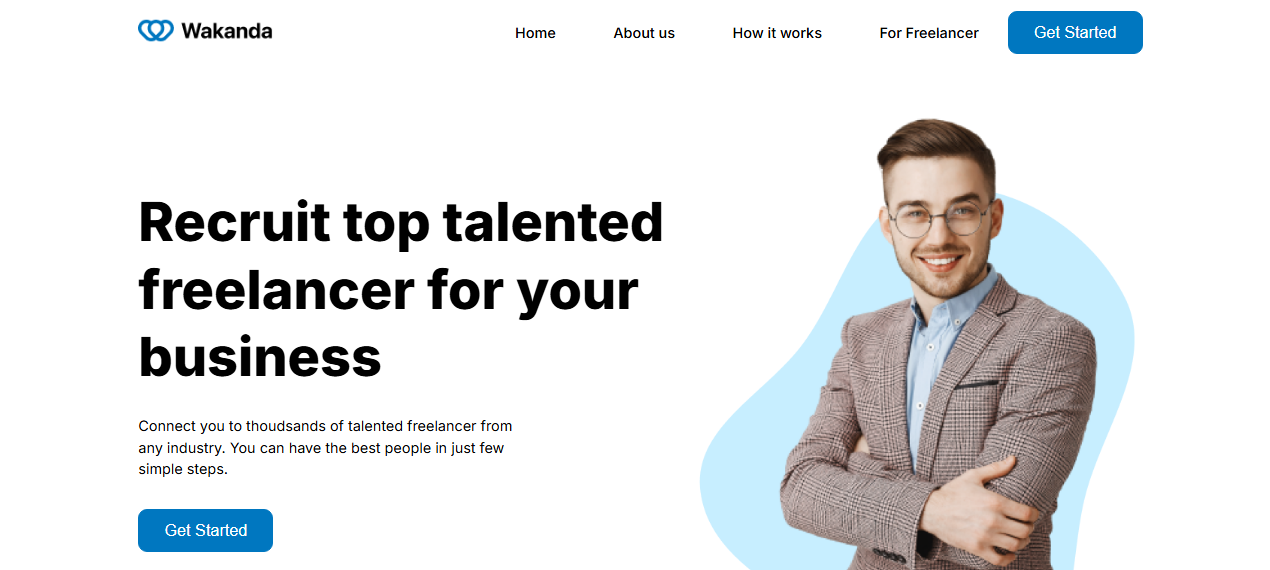 Wakanda
Home
About us
How it works
For Freelancer
Get Started
Recruit top talented
freelancer for your
business
Connect you to thoudsands of talented freelancer from
any industry. You can have the best people in just few
simple steps.
Get Started